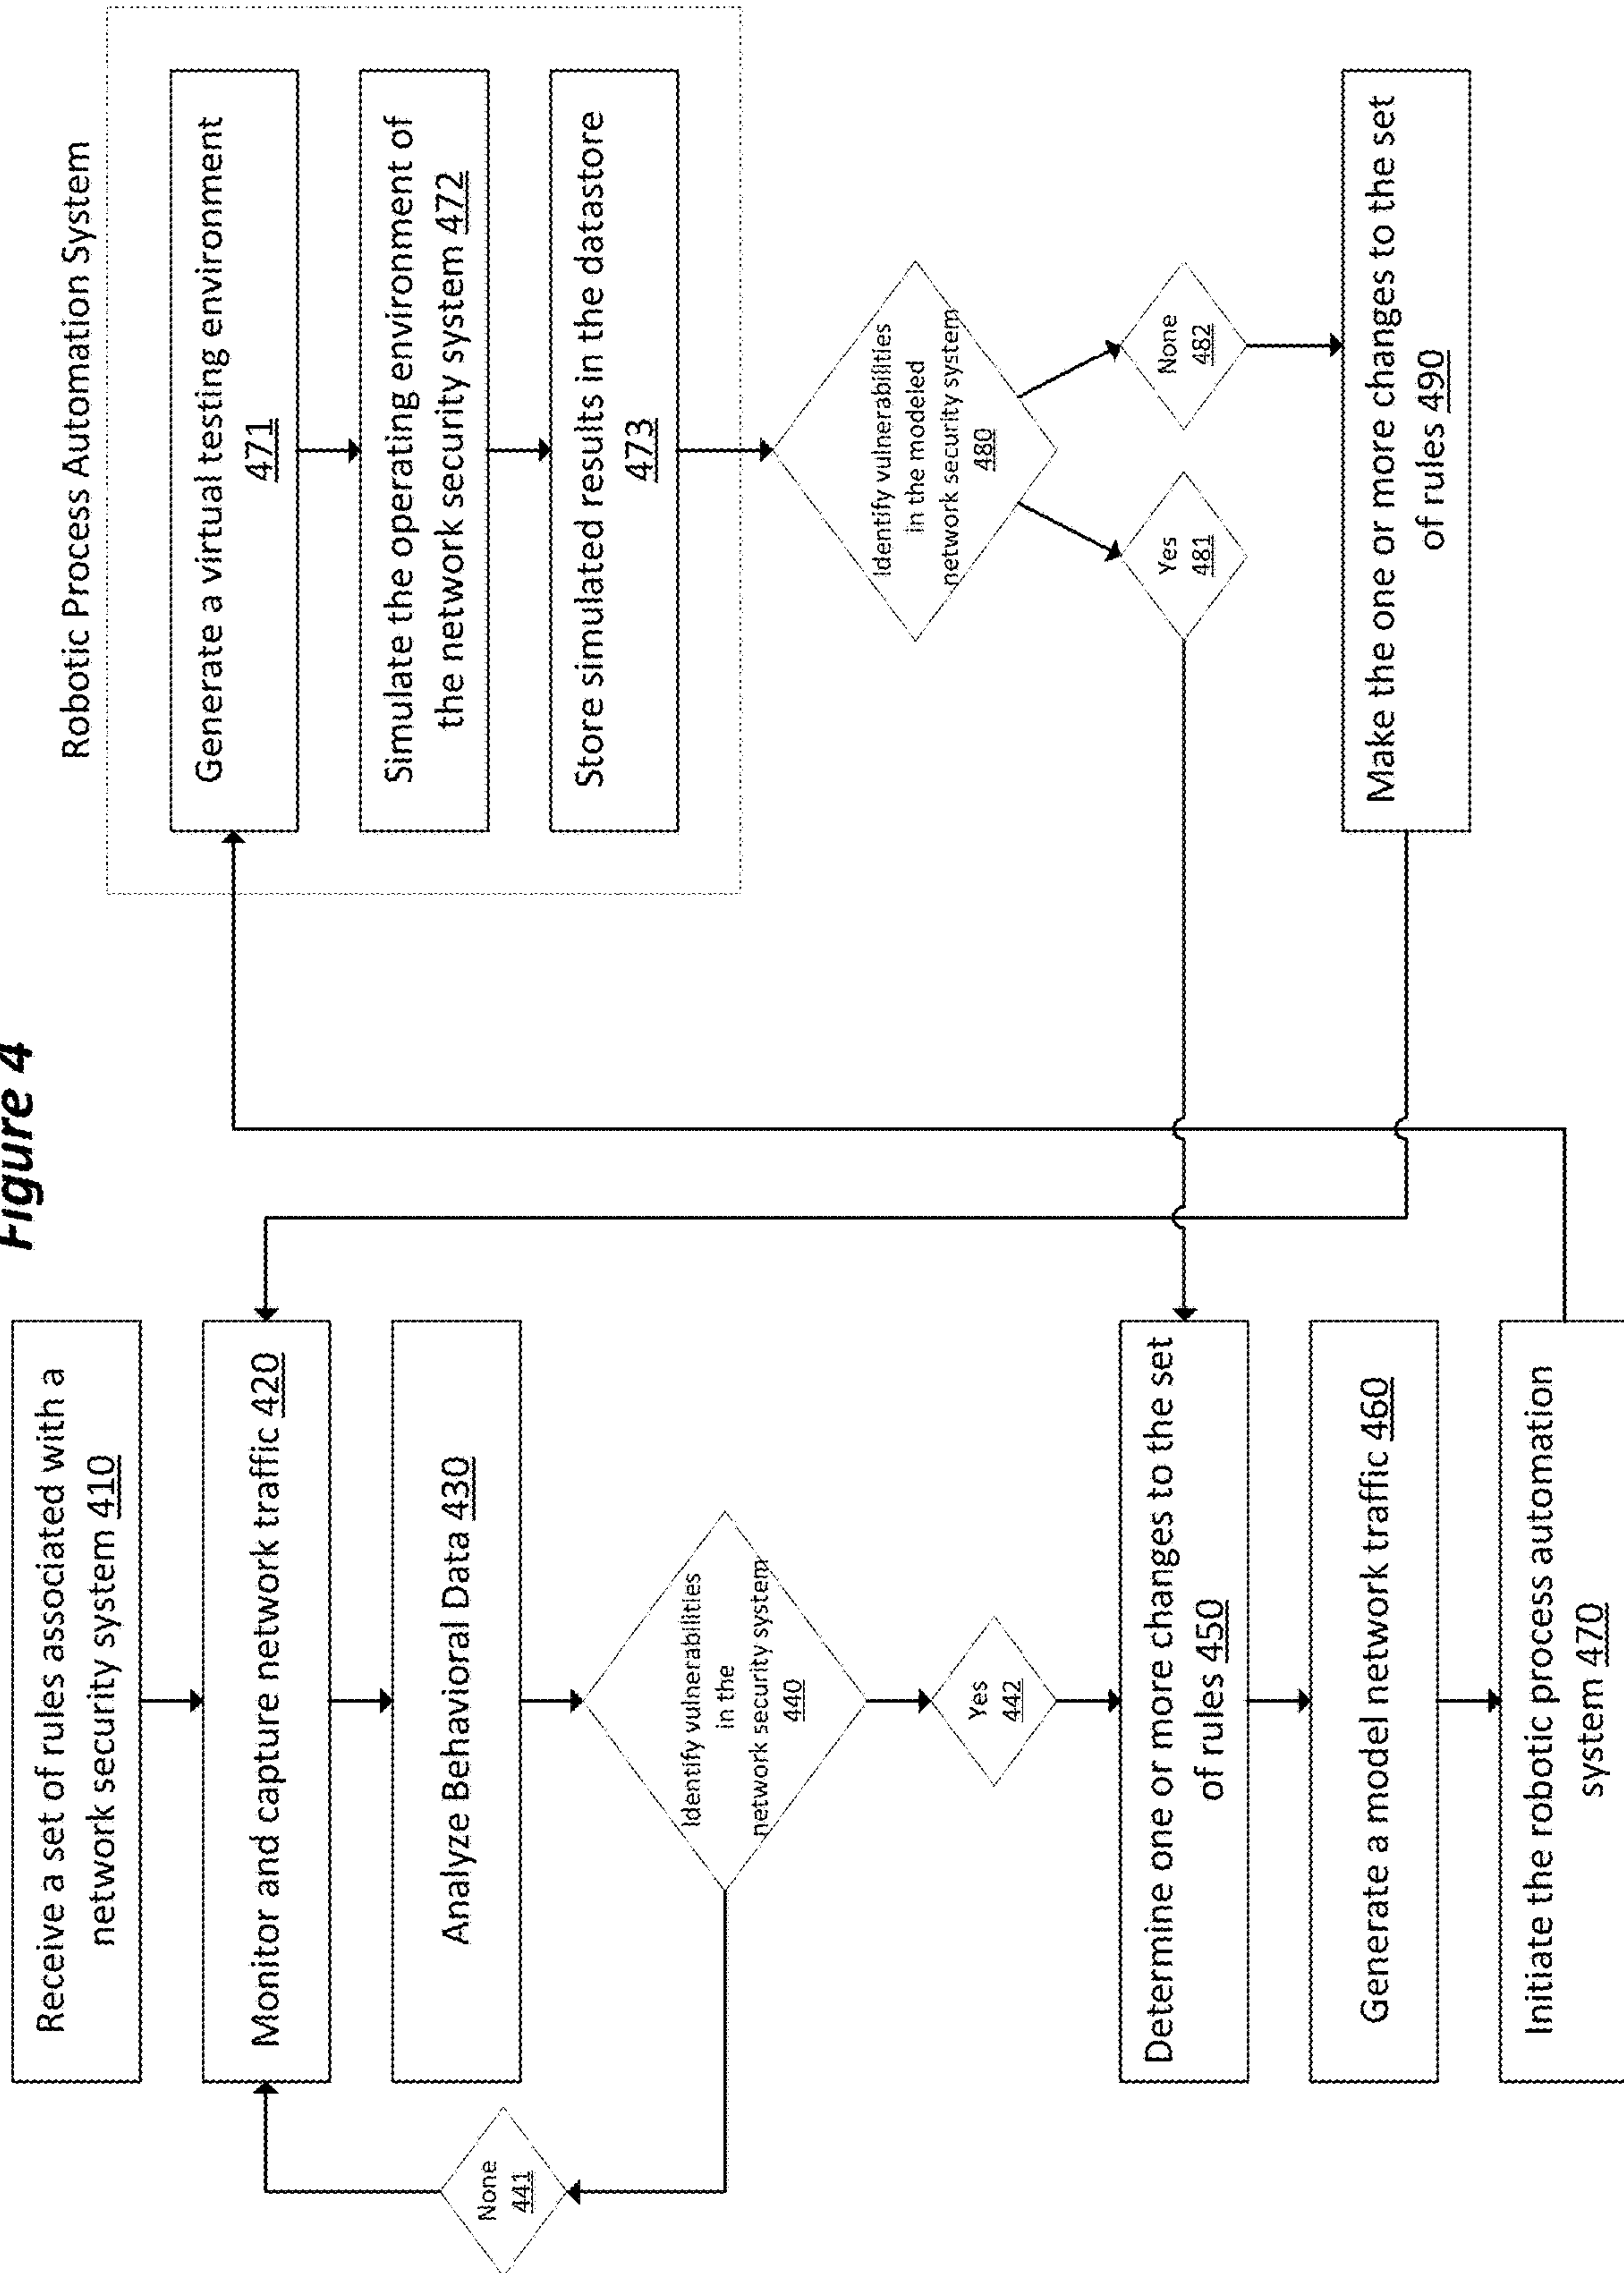 Figure 4
Receive a set of rules associated with a
network security system 410
Monitor and capture network traffic 420
Analyze Behavioral Data 430
Identify vulnerabilities
in the
network security system
440
None
441
Yes
442
Determine one or more changes to the set
of rules 450
Generate a model network traffic 460
Initiate the robotic process automation
system 470
Robotic Process Automation System
Generate a virtual testing environment
471
Simulate the operating environment of
the network security system 472
Store simulated results in the datastore
473
Identify vulnerabilities
in the modeled
network security system
480
Yes
481
None
482
Make the one or more changes to the set
of rules 490